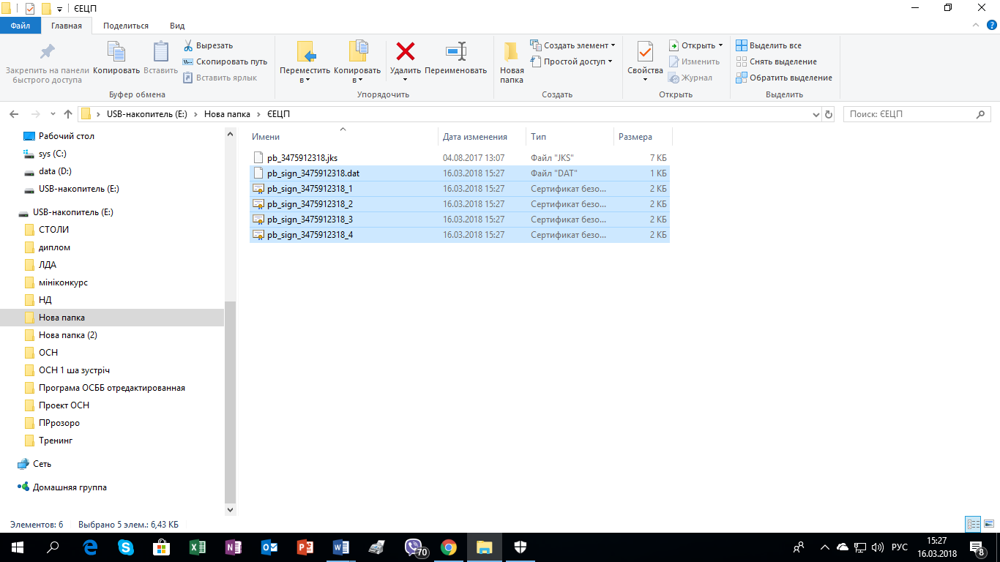 ЄЕЦП
Файл Главная Поделиться Вид
Закрепить на панели быстрого доступа
Копировать
Вставить
Вырезать
Скопировать путь
Вставить ярлык
Буфер обмена
Переместить в
Копировать в
Удалить
Переименовать
Упорядочить
Новая папка
Создать элемент
Простой доступ
Создать
Свойства
Открыть
Изменить
Журнал
Открыть
Выделить все
Снять выделение
Обратить выделение
Выделить
USB-накопитель (E:) Нова папка ЄЕЦП
Поиск: ЄЕЦП
Рабочий стол
sys (C:)
data (D:)
USB-накопитель (E:)
USB-накопитель (E:)
СТОЛИ
диплом
ЛДА
мініконкурс
НД
Нова папка
Нова папка (2)
ОСН
ОСН 1 ша зустріч
Програма ОСББ отредактированная
Проект ОСН
ПРрозоро
Тренинг
Сеть
Домашняя группа
Имени Дата изменения Тип Размера
pb_3475912318.jks 04.08.2017 13:07 Файл "JKS" 7 КБ
pb_sign_3475912318.dat 16.03.2018 15:27 Файл "DAT" 1 КБ
pb_sign_3475912318_1 16.03.2018 15:27 Сертификат безо... 2 КБ
pb_sign_3475912318_2 16.03.2018 15:27 Сертификат безо... 2 КБ
pb_sign_3475912318_3 16.03.2018 15:27 Сертификат безо... 2 КБ
pb_sign_3475912318_4 16.03.2018 15:27 Сертификат безо... 2 КБ
Элементов: 6 Выбрано 5 элем.: 6,43 КБ
70
РУС
15:27
16.03.2018
8